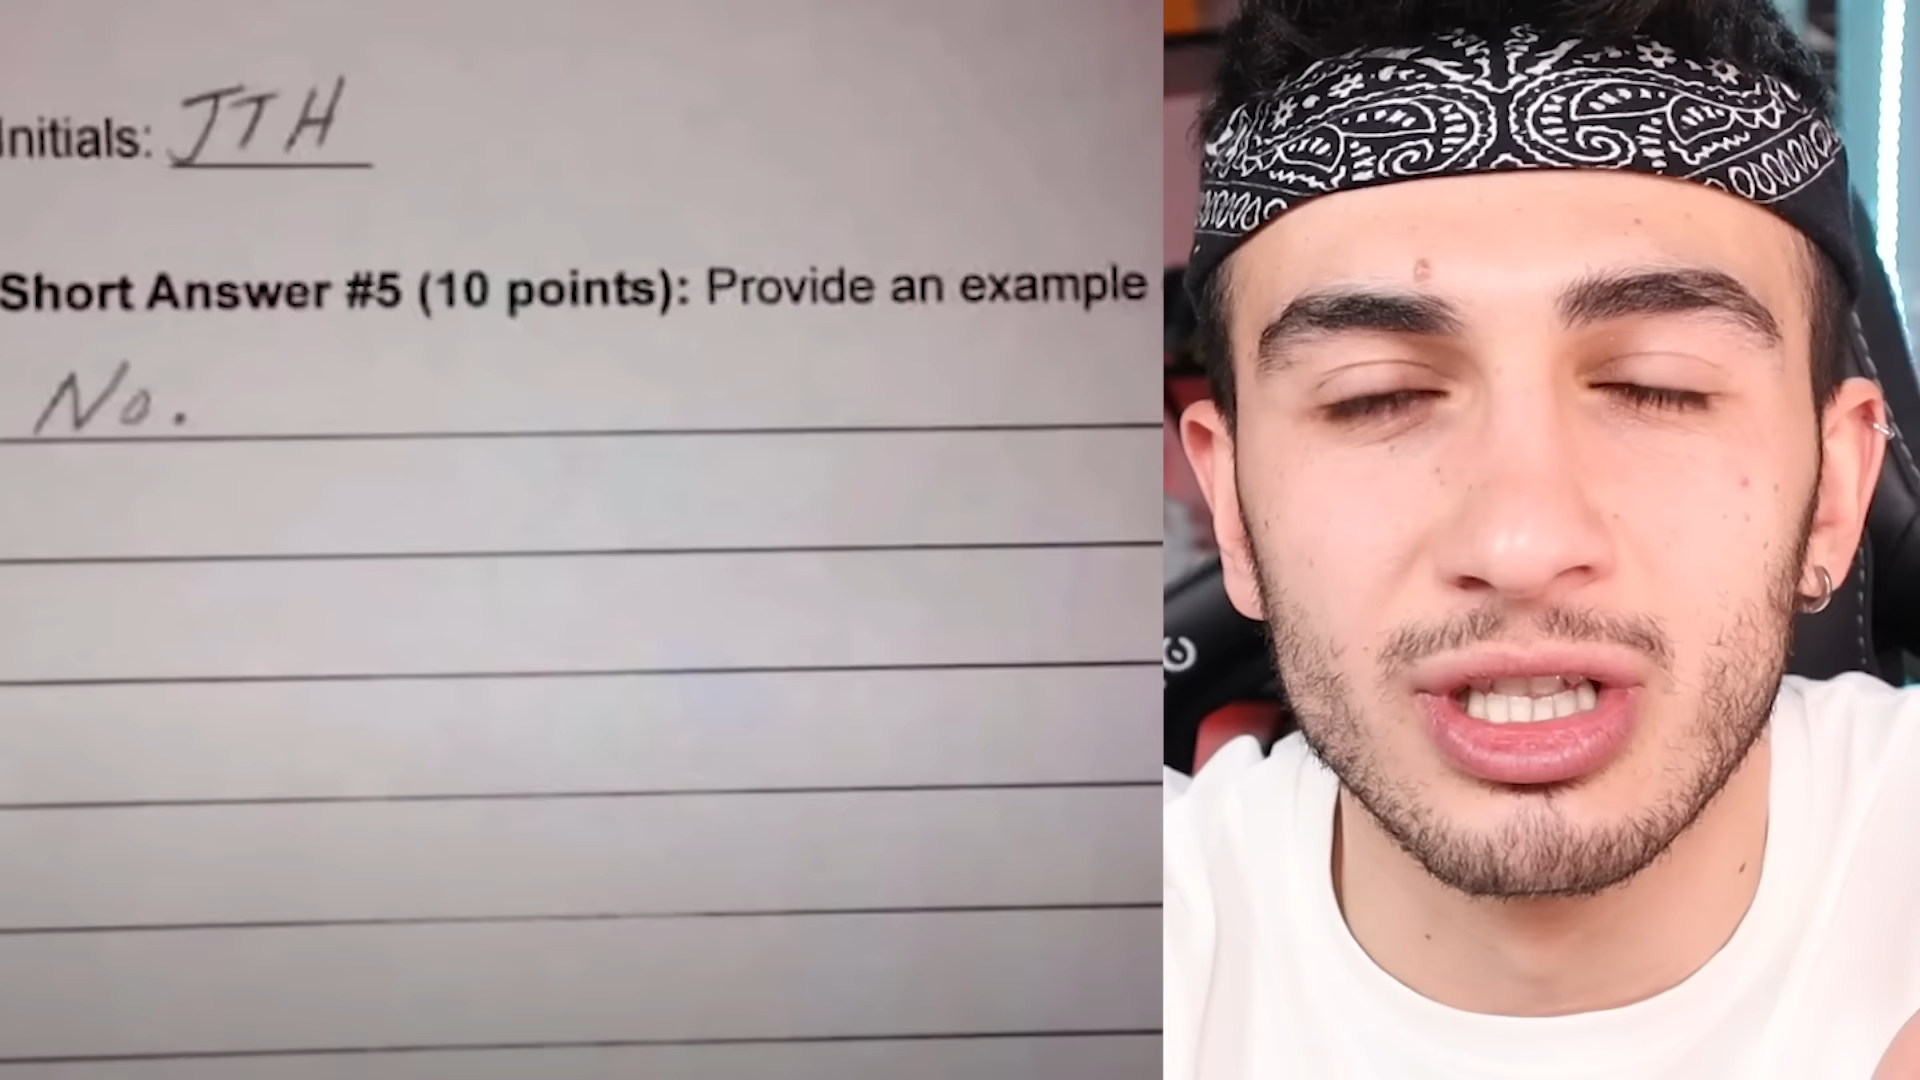 Initials: JTH
Short Answer #5 (10 points): Provide an example
No.